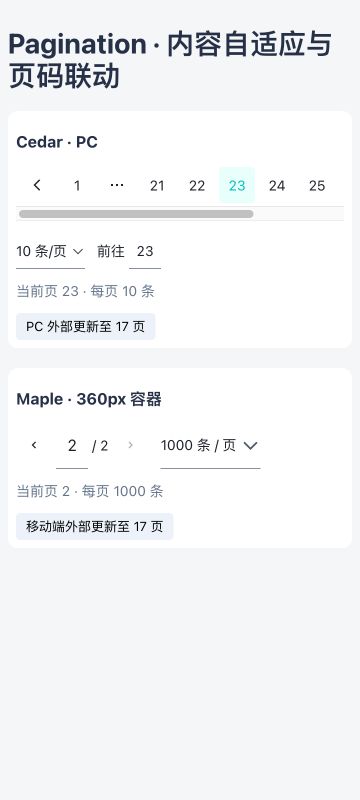 Pagination · 内容自适应与
页码联动
Cedar · PC
1 ··· 21 22 23 24 25
10 条/页 前往 23
当前页 23 · 每页 10 条
PC 外部更新至 17 页
Maple · 360px 容器
2 / 2 1000 条 / 页
当前页 2 · 每页 1000 条
移动端外部更新至 17 页